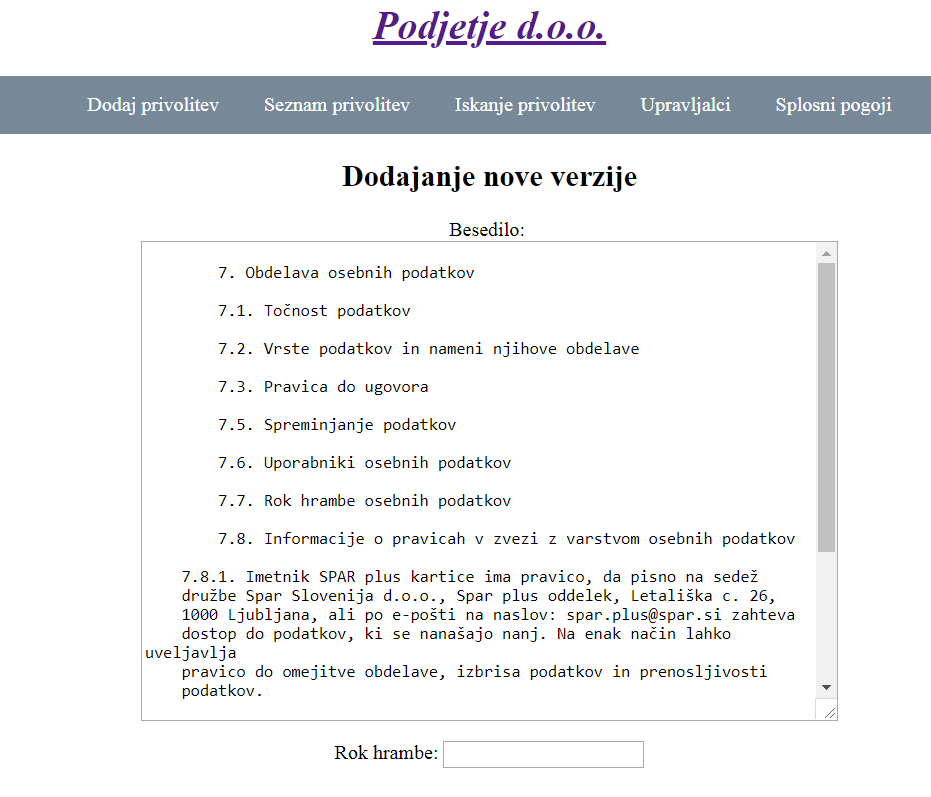 Podjetje d.o.o.
Dodaj privolitev Seznam privolitev Iskanje privolitev Upravljalci Splosni pogoji
Dodajanje nove verzije
Besedilo:
7. Obdelava osebnih podatkov
7.1. Točnost podatkov
7.2. Vrste podatkov in nameni njihove obdelave
7.3. Pravica do ugovora
7.5. Spreminjanje podatkov
7.6. Uporabniki osebnih podatkov
7.7. Rok hrambe osebnih podatkov
7.8. Informacije o pravicah v zvezi z varstvom osebnih podatkov
7.8.1. Imetnik SPAR plus kartice ima pravico, da pisno na sedež
družbe Spar Slovenija d.o.o., Spar plus oddelek, Letališka c. 26,
1000 Ljubljana, ali po e-pošti na naslov: spar.plus@spar.si zahteva
dostop do podatkov, ki se nanašajo nanj. Na enak način lahko
uveljavlja
pravico do omejitve obdelave, izbrisa podatkov in prenosljivosti
podatkov.
Rok hrambe: